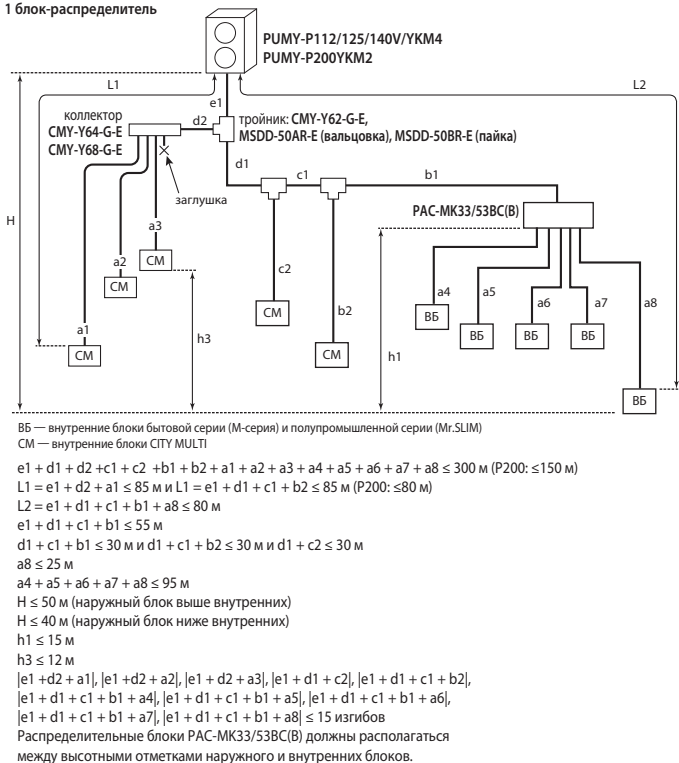 1 блок-распределитель
PUMY-P112/125/140V/YKM4
PUMY-P200YKM2
L1
L2
e1
коллектор
CMY-Y64-G-E
CMY-Y68-G-E
d2
тройник: CMY-Y62-G-E,
MSDD-50AR-E (вальцовка), MSDD-50BR-E (пайка)
d1
c1
b1
заглушка
PAC-MK33/53BC(B)
H
a3
СМ
a2
СМ
c2
a4
a5
a6
a7
a8
СМ
b2
ВБ
ВБ
ВБ
ВБ
a1
h3
h1
СМ
СМ
ВБ
ВБ — внутренние блоки бытовой серии (М-серия) и полупромышленной серии (Mr.SLIM)
СМ — внутренние блоки CITY MULTI
e1 + d1 + d2 +c1 + c2 +b1 + b2 + a1 + a2 + a3 + a4 + a5 + a6 + a7 + a8 ≤ 300 м (P200: ≤150 м)
L1 = e1 + d2 + a1 ≤ 85 м и L1 = e1 + d1 + c1 + b2 ≤ 85 м (P200: ≤80 м)
L2 = e1 + d1 + c1 + b1 + a8 ≤ 80 м
e1 + d1 + c1 + b1 ≤ 55 м
d1 + c1 + b1 ≤ 30 м и d1 + c1 + b2 ≤ 30 м и d1 + c2 ≤ 30 м
a8 ≤ 25 м
a4 + a5 + a6 + a7 + a8 ≤ 95 м
H ≤ 50 м (наружный блок выше внутренних)
H ≤ 40 м (наружный блок ниже внутренних)
h1 ≤ 15 м
h3 ≤ 12 м
|e1 +d2 + a1|, |e1 +d2 + a2|, |e1 + d2 + a3|, |e1 + d1 + c2|, |e1 + d1 + c1 + b2|,
|e1 + d1 + c1 + b1 + a4|, |e1 + d1 + c1 + b1 + a5|, |e1 + d1 + c1 + b1 + a6|,
|e1 + d1 + c1 + b1 + a7|, |e1 + d1 + c1 + b1 + a8| ≤ 15 изгибов
Распределительные блоки PAC-MK33/53BC(B) должны располагаться
между высотными отметками наружного и внутренних блоков.